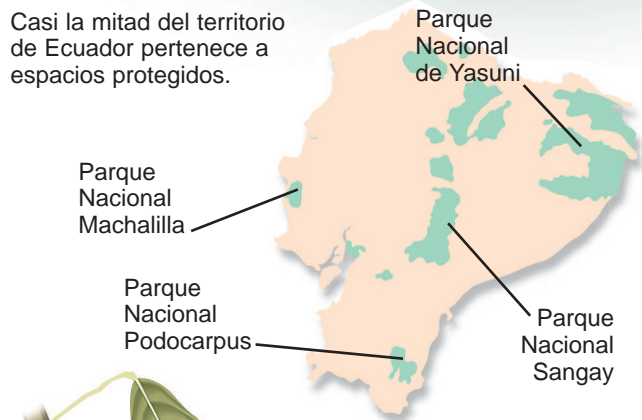 Casi la mitad del territorio
de Ecuador pertenece a
espacios protegidos.
Parque
Nacional
de Yasuni
Parque
Nacional
Machalilla
Parque
Nacional
Podocarpus
Parque
Nacional
Sangay